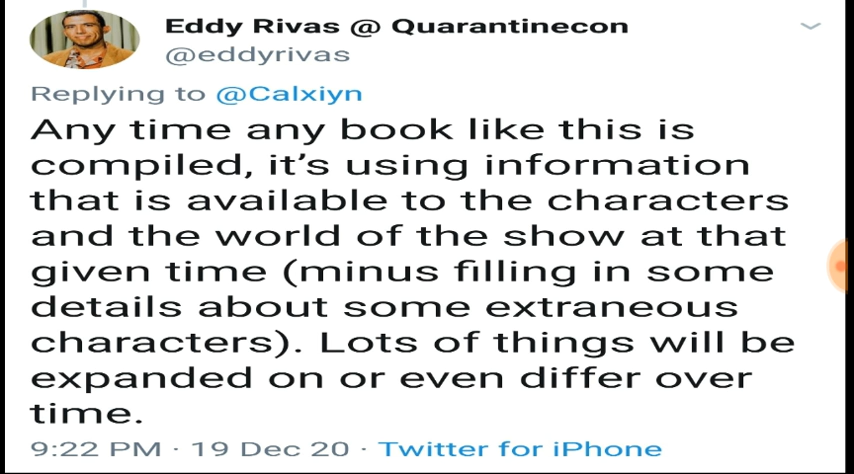 Eddy Rivas @ Quarantinecon
@eddyrivas
Replying to @Calxiyn
Any time any book like this is
compiled, it’s using information
that is available to the characters
and the world of the show at that
given time (minus filling in some
details about some extraneous
characters). Lots of things will be
expanded on or even differ over
time.
9:22 PM · 19 Dec 20 · Twitter for iPhone